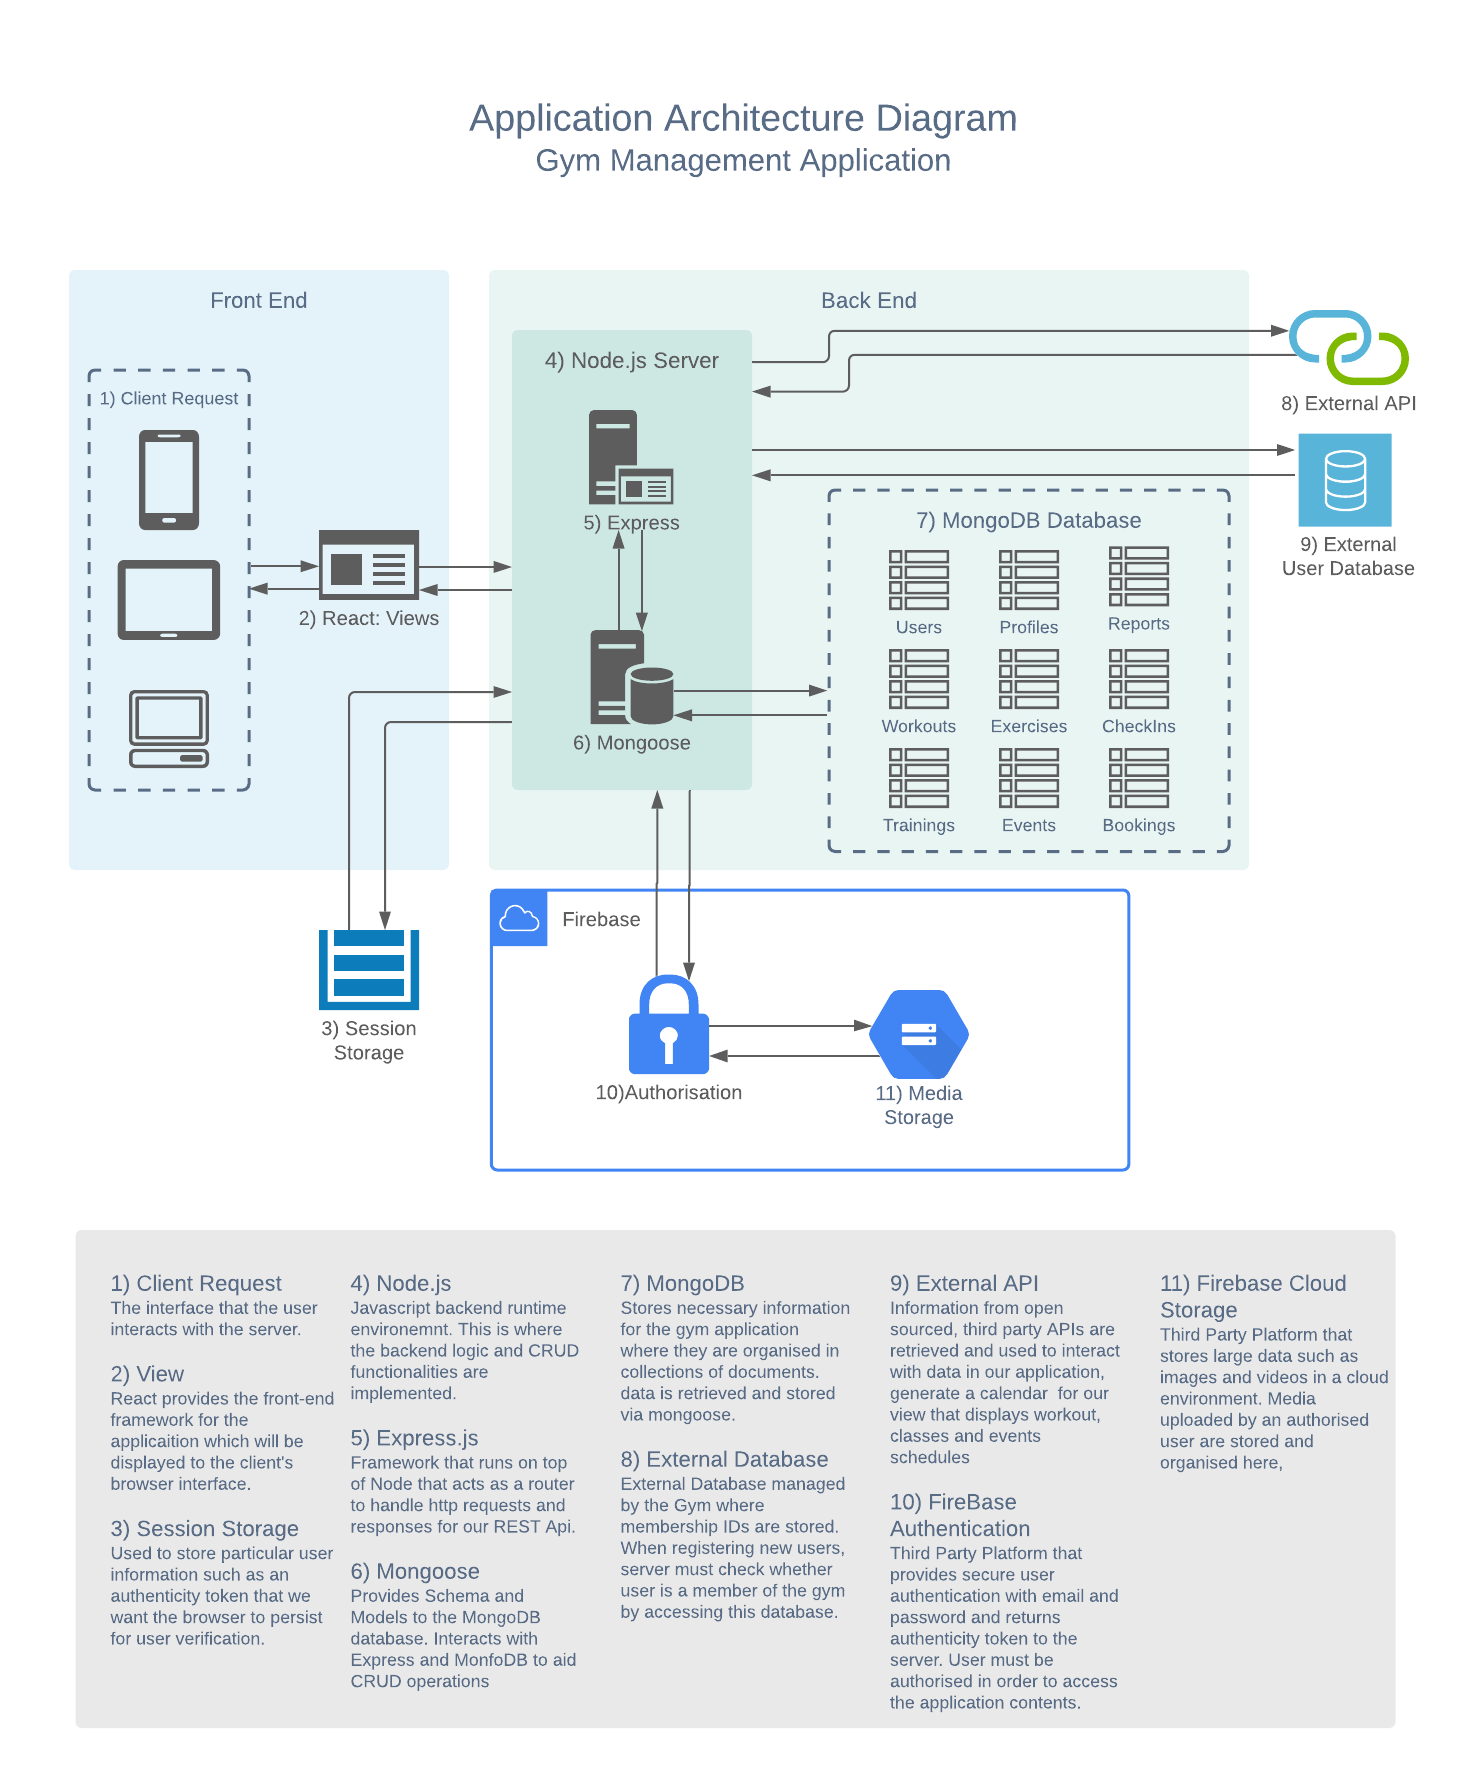 Application Architecture Diagram
Gym Management Application
Front End
Back End
1) Client Request
2) React: Views
4) Node.js Server
5) Express
6) Mongoose
7) MongoDB Database
Users
Profiles
Reports
Workouts
Exercises
CheckIns
Trainings
Events
Bookings
8) External API
9) External
User Database
3) Session
Storage
Firebase
10)Authorisation
11) Media
Storage
1) Client Request
The interface that the user
interacts with the server.
2) View
React provides the front-end
framework for the
applicaition which will be
displayed to the client's
browser interface.
3) Session Storage
Used to store particular user
information such as an
authenticity token that we
want the browser to persist
for user verification.
4) Node.js
Javascript backend runtime
environemnt. This is where
the backend logic and CRUD
functionalities are
implemented.
5) Express.js
Framework that runs on top
of Node that acts as a router
to handle http requests and
responses for our REST Api.
6) Mongoose
Provides Schema and
Models to the MongoDB
database. Interacts with
Express and MonfoDB to aid
CRUD operations
7) MongoDB
Stores necessary information
for the gym application
where they are organised in
collections of documents.
data is retrieved and stored
via mongoose.
8) External Database
External Database managed
by the Gym where
membership IDs are stored.
When registering new users,
server must check whether
user is a member of the gym
by accessing this database.
9) External API
Information from open
sourced, third party APIs are
retrieved and used to interact
with data in our application,
generate a calendar  for our
view that displays workout,
classes and events
schedules
10) FireBase
Authentication
Third Party Platform that
provides secure user
authentication with email and
password and returns
authenticity token to the
server. User must be
authorised in order to access
the application contents.
11) Firebase Cloud
Storage
Third Party Platform that
stores large data such as
images and videos in a cloud
environment. Media
uploaded by an authorised
user are stored and
organised here,